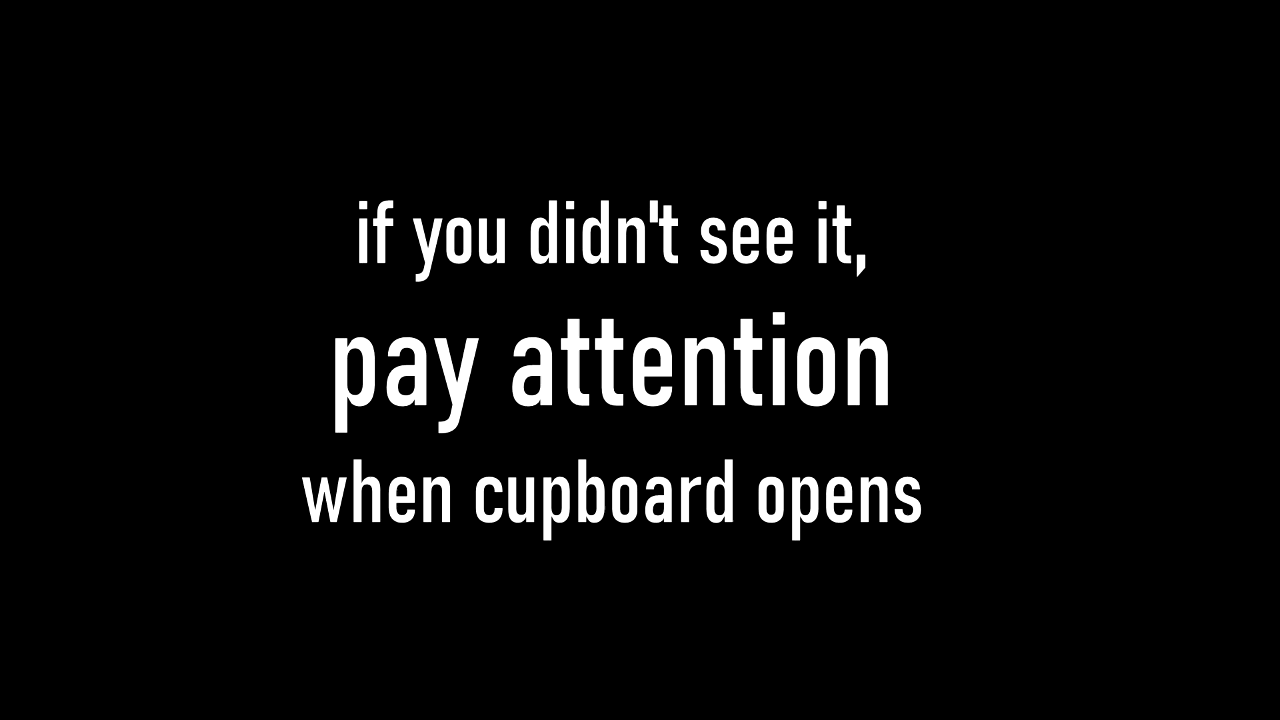 if you didn't see it,
pay attention
when cupboard opens